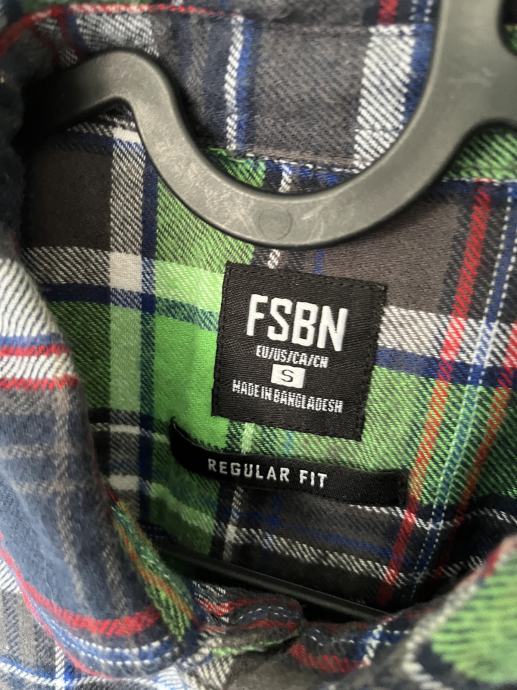 FSBN
EU/US/CA/CN
S
MADE IN BANGLADESH
REGULAR FIT